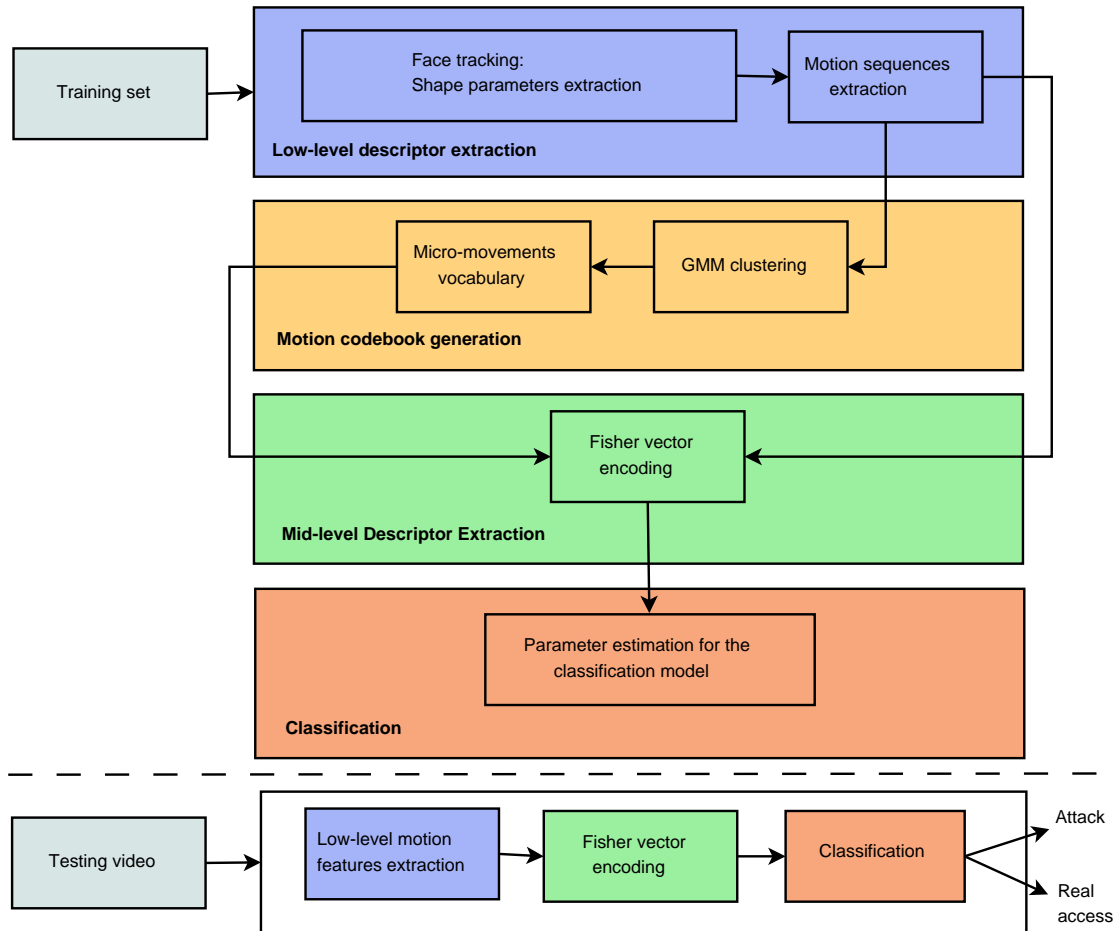 Training set
Face tracking:
Shape parameters extraction
Motion sequences
extraction
Low-level descriptor extraction
Micro-movements
vocabulary
GMM clustering
Motion codebook generation
Fisher vector
encoding
Mid-level Descriptor Extraction
Parameter estimation for the
classification model
Classification
Testing video
Low-level motion
features extraction
Fisher vector
encoding
Classification
Attack
Real
access